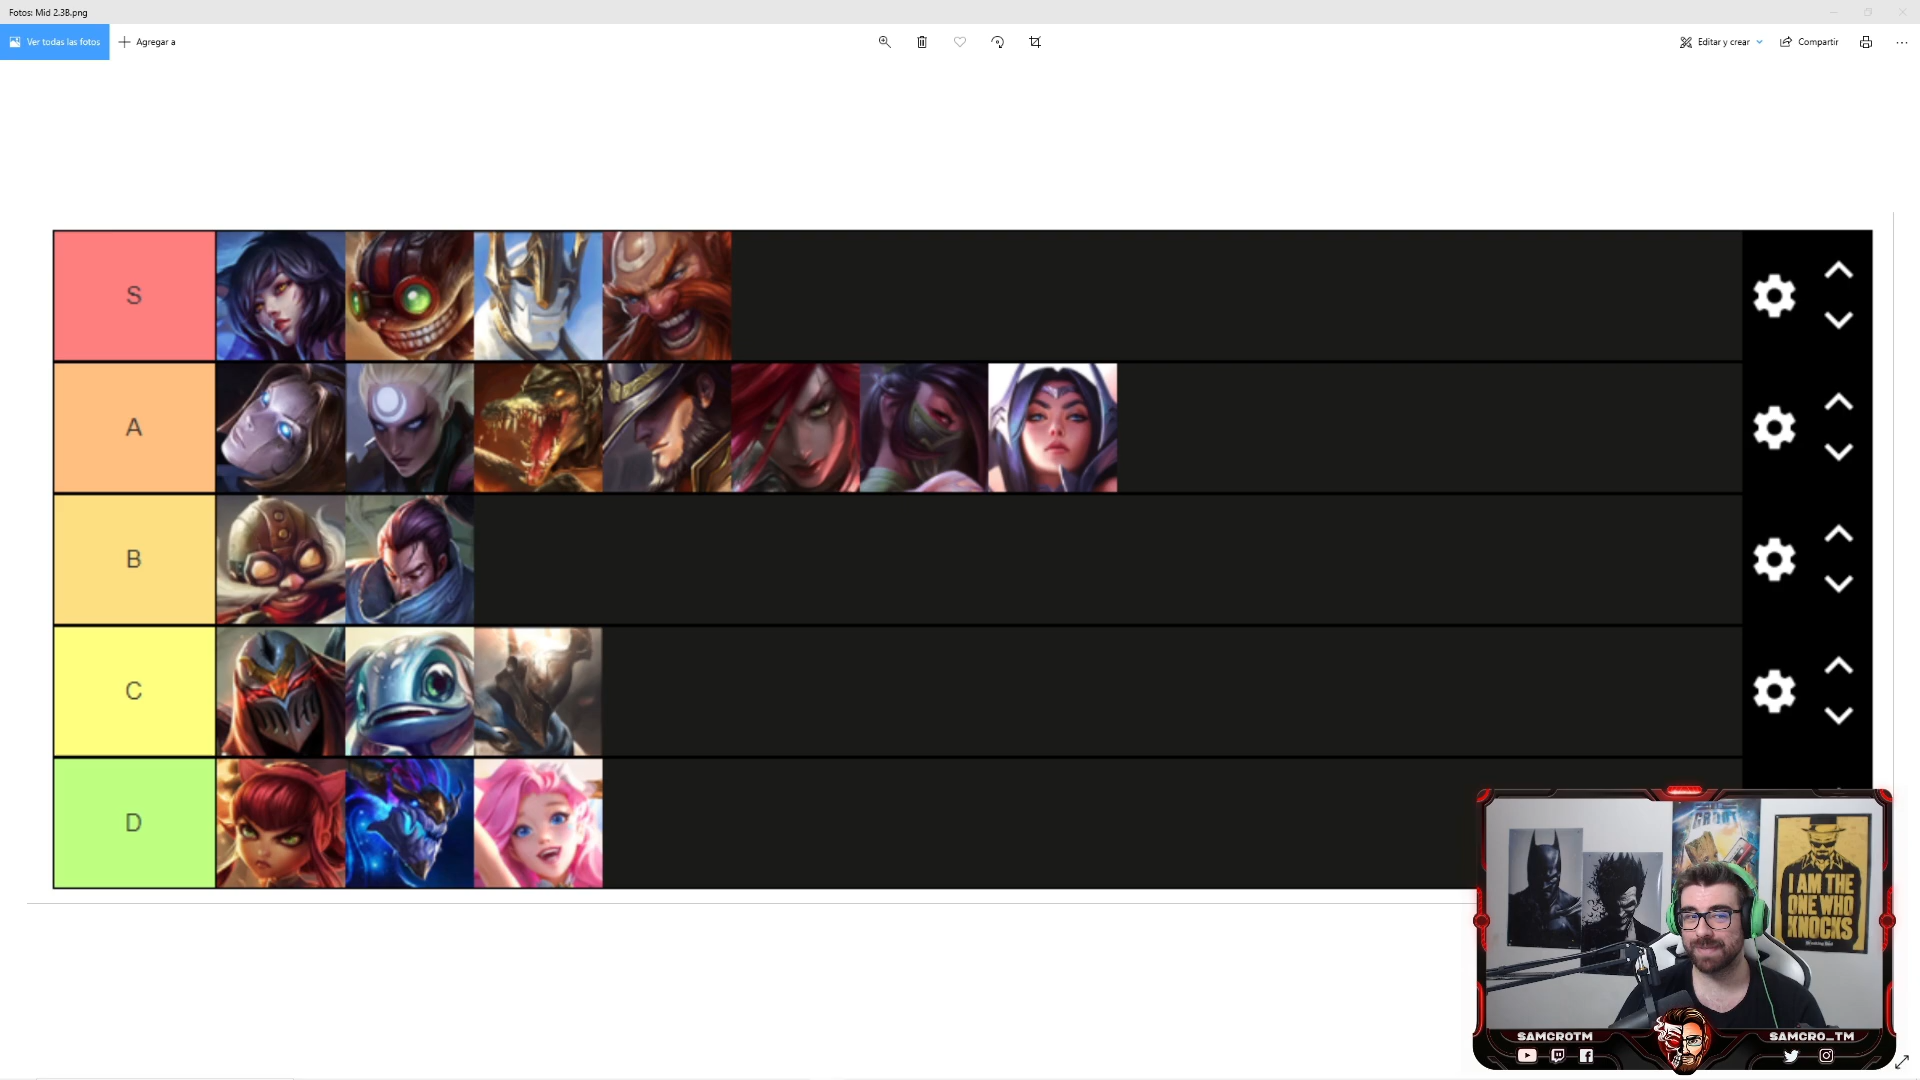 Fotos: Mid 2.3B.png
Ver todas las fotos
Agregar a
Editar y crear
Compartir
S
A
B
C
D
I AM THE
ONE WHO
KNOCKS
SAMCROTM
SAMCRO_TM